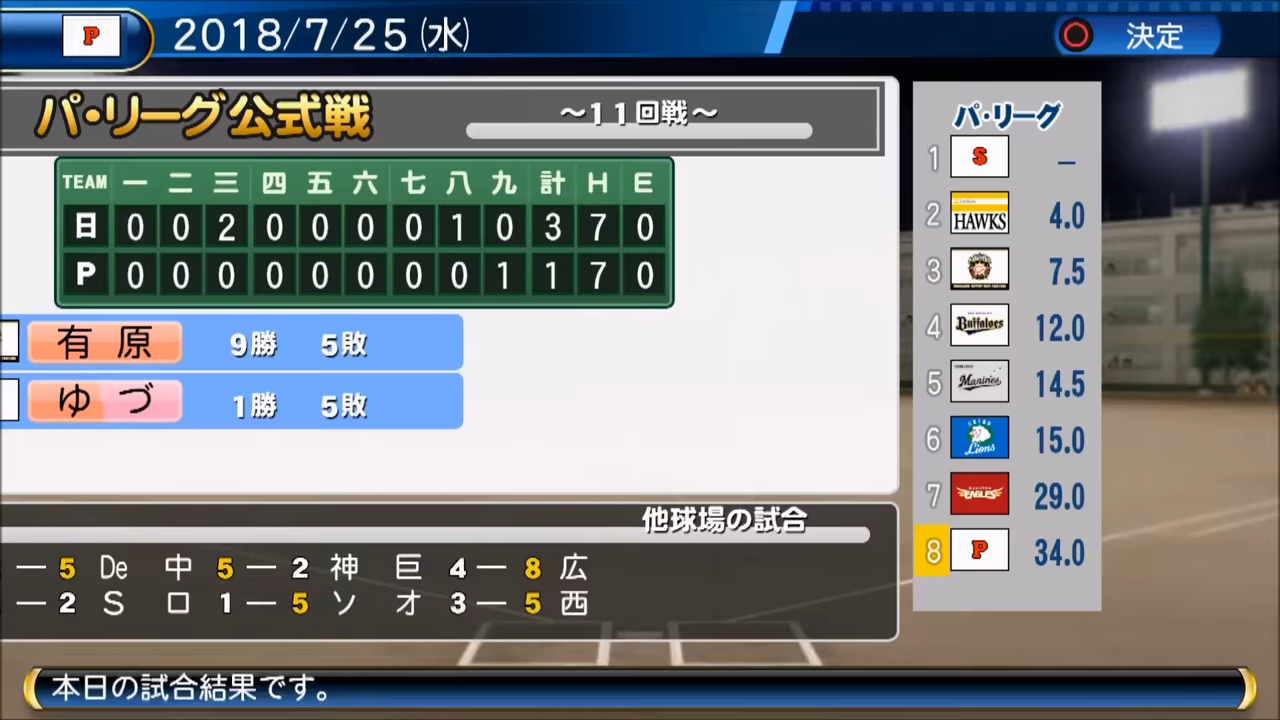 P 2018/7/25(水) 決定
パ・リーグ公式戦 ～11回戦～
TEAM 一 二 三 四 五 六 七 八 九 計 H E
日 0 0 2 0 0 0 0 1 0 3 7 0
P 0 0 0 0 0 0 0 0 1 1 7 0
有原 9勝 5敗
ゆづ 1勝 5敗
他球場の試合
— 5 De 中 5 — 2 神 巨 4 — 8 広
— 2 S ロ 1 — 5 ソ オ 3 — 5 西
パ・リーグ
1 S —
2 HAWKS 4.0
3 7.5
4 Buffaloes 12.0
5 Marines 14.5
6 Lions 15.0
7 EAGLES 29.0
8 P 34.0
本日の試合結果です。